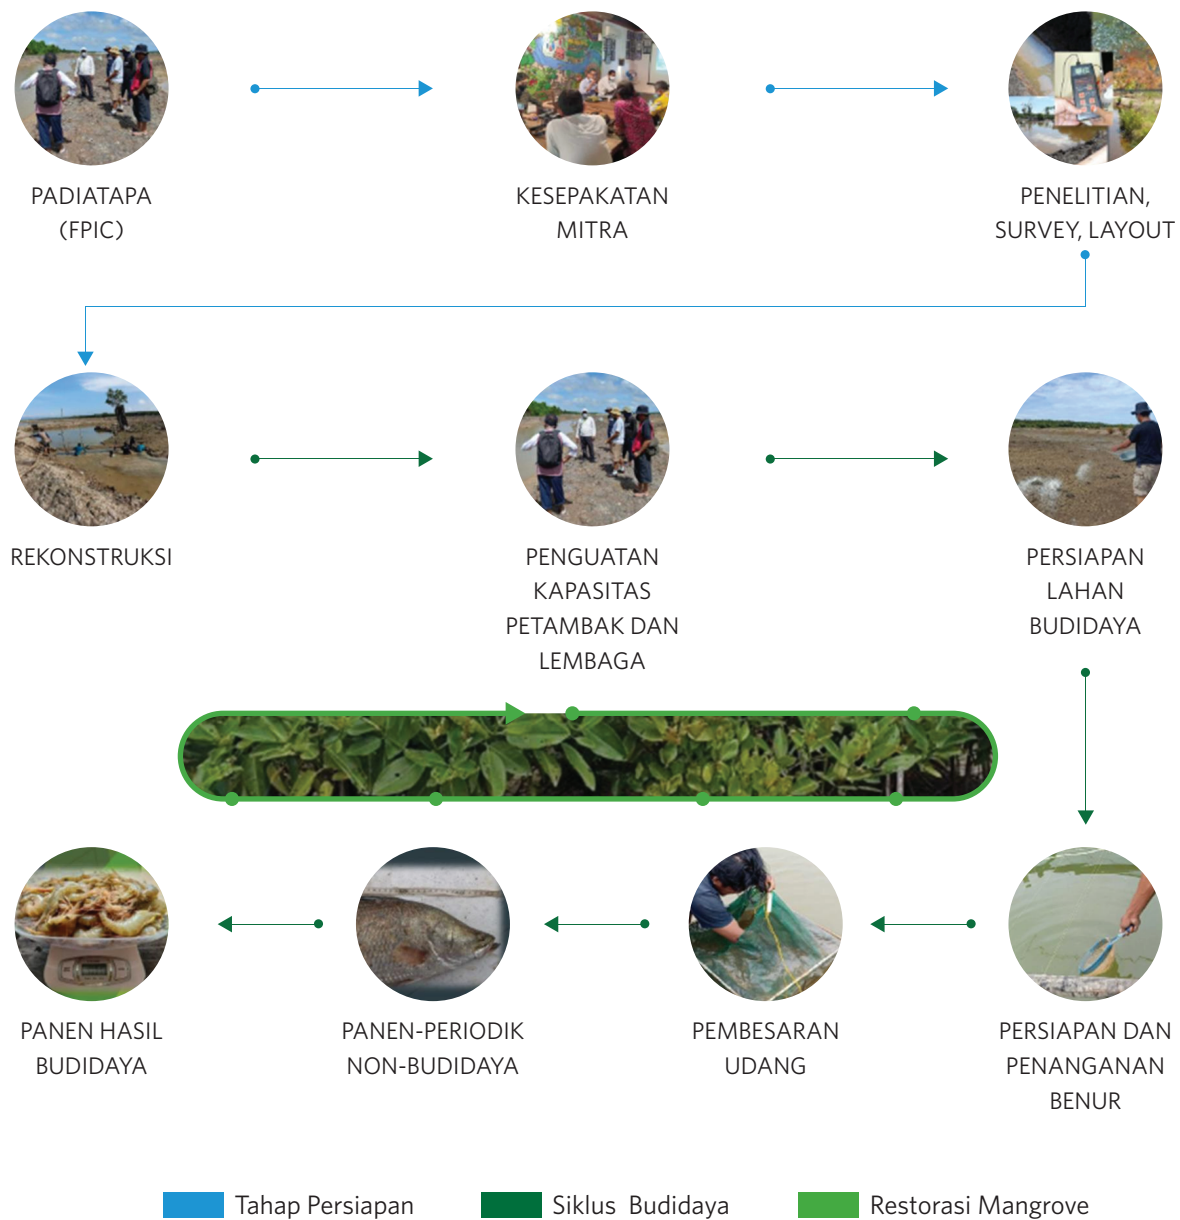 PADIATAPA
(FPIC)
KESEPAKATAN
MITRA
PENELITIAN,
SURVEY, LAYOUT
REKONSTRUKSI
PENGUATAN
KAPASITAS
PETAMBAK DAN
LEMBAGA
PERSIAPAN
LAHAN
BUDIDAYA
PANEN HASIL
BUDIDAYA
PANEN-PERIODIK
NON-BUDIDAYA
PEMBESARAN
UDANG
PERSIAPAN DAN
PENANGANAN
BENUR
Tahap Persiapan
Siklus Budidaya
Restorasi Mangrove